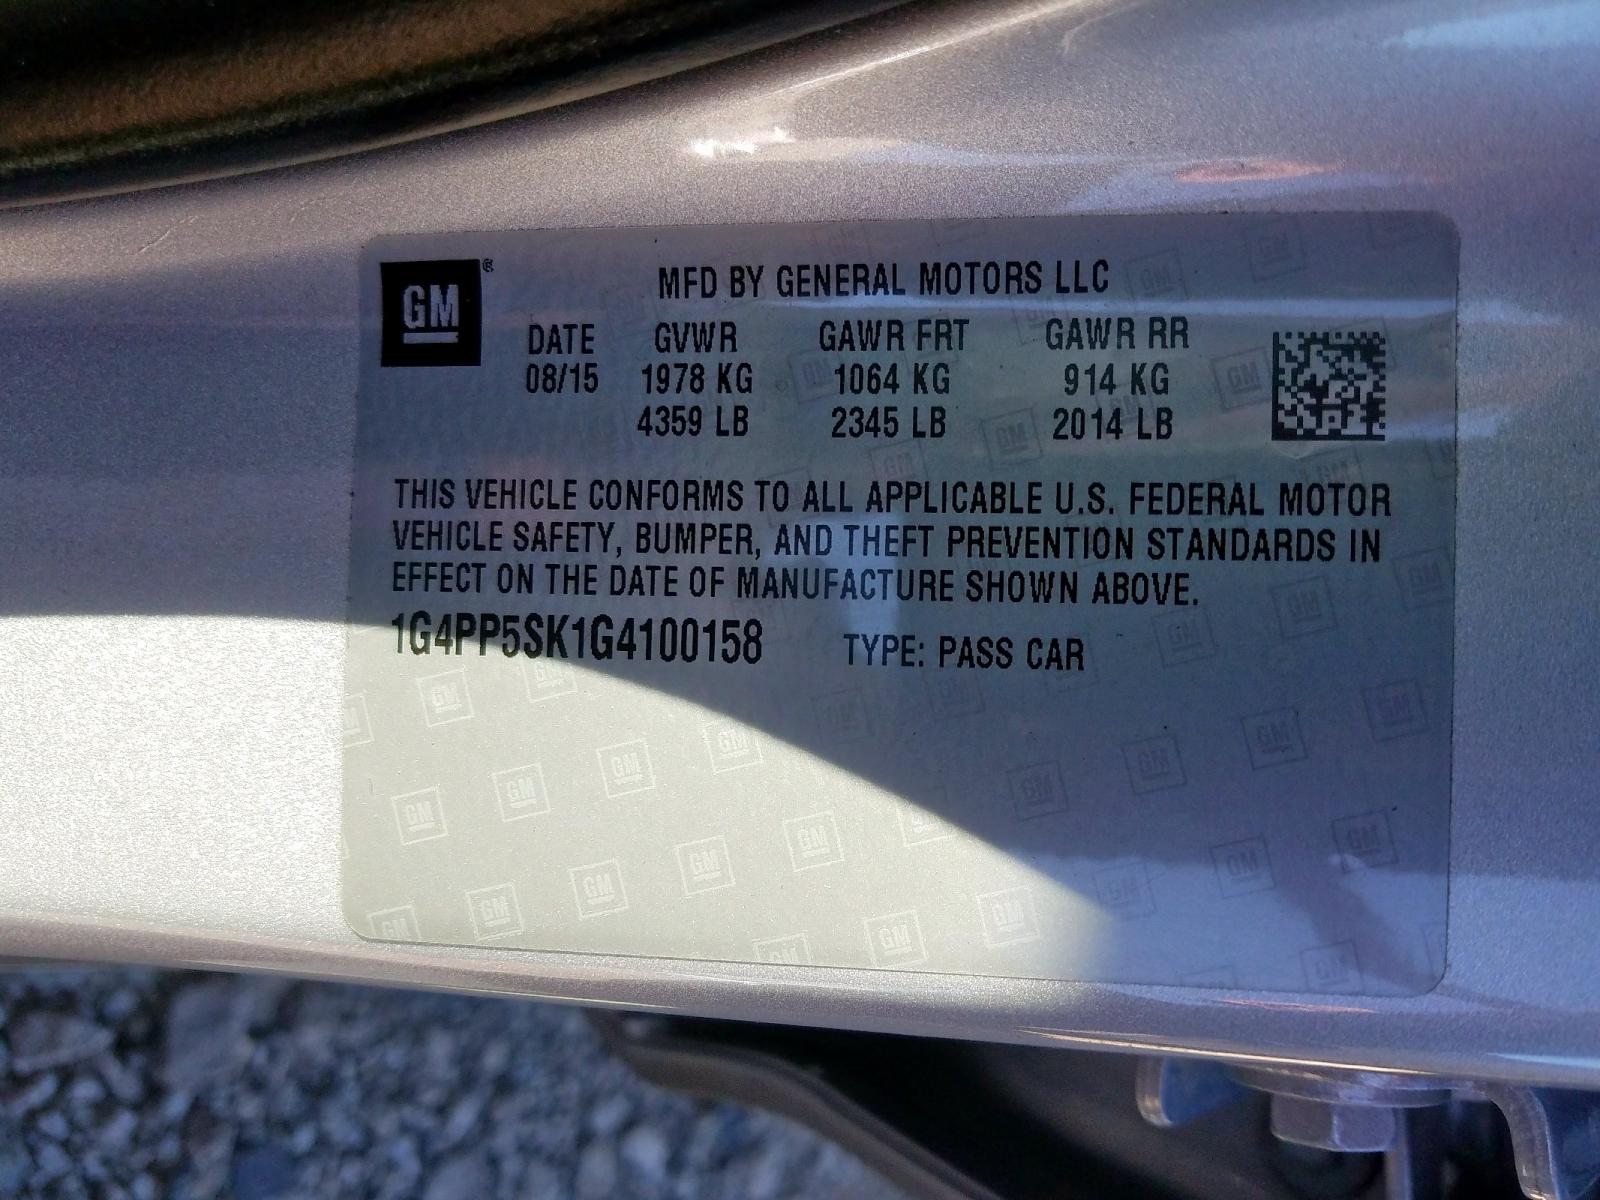 GM®
MFD BY GENERAL MOTORS LLC
DATE GVWR GAWR FRT GAWR RR
08/15 1978 KG 1064 KG 914 KG
4359 LB 2345 LB 2014 LB
THIS VEHICLE CONFORMS TO ALL APPLICABLE U.S. FEDERAL MOTOR
VEHICLE SAFETY, BUMPER, AND THEFT PREVENTION STANDARDS IN
EFFECT ON THE DATE OF MANUFACTURE SHOWN ABOVE.
1G4PP5SK1G4100158 TYPE: PASS CAR